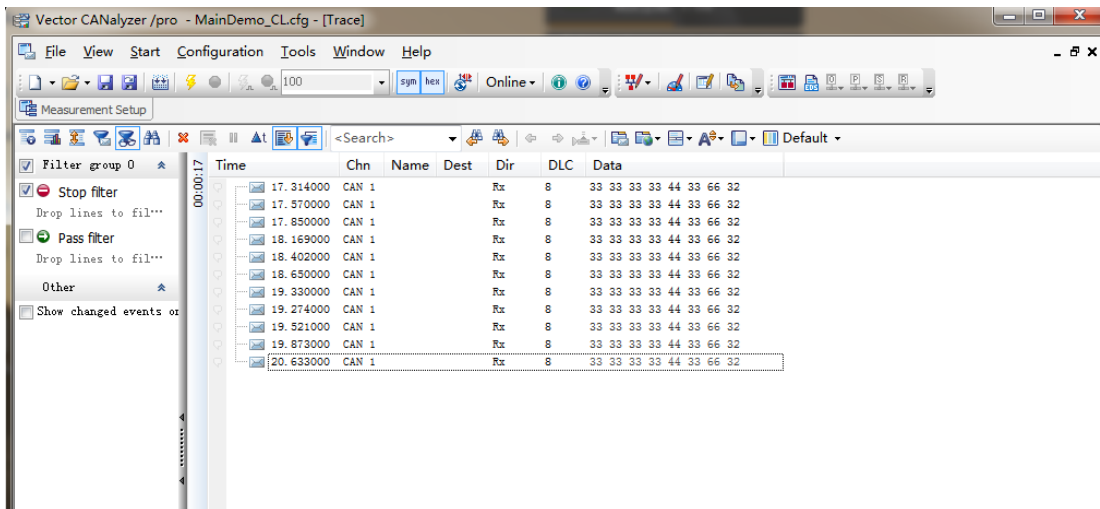 Vector CANalyzer /pro - MainDemo_CL.cfg - [Trace]
File View Start Configuration Tools Window Help
100 sym hex Online
Measurement Setup
<Search> Default
Filter group 0
Stop filter
Drop lines to fil...
Pass filter
Drop lines to fil...
Other
Show changed events or
00:00:17
Time Chn Name Dest Dir DLC Data
17.314000 CAN 1 Rx 8 33 33 33 33 44 33 66 32
17.570000 CAN 1 Rx 8 33 33 33 33 44 33 66 32
17.850000 CAN 1 Rx 8 33 33 33 33 44 33 66 32
18.169000 CAN 1 Rx 8 33 33 33 33 44 33 66 32
18.402000 CAN 1 Rx 8 33 33 33 33 44 33 66 32
18.650000 CAN 1 Rx 8 33 33 33 33 44 33 66 32
19.330000 CAN 1 Rx 8 33 33 33 33 44 33 66 32
19.274000 CAN 1 Rx 8 33 33 33 33 44 33 66 32
19.521000 CAN 1 Rx 8 33 33 33 33 44 33 66 32
19.873000 CAN 1 Rx 8 33 33 33 33 44 33 66 32
20.633000 CAN 1 Rx 8 33 33 33 33 44 33 66 32